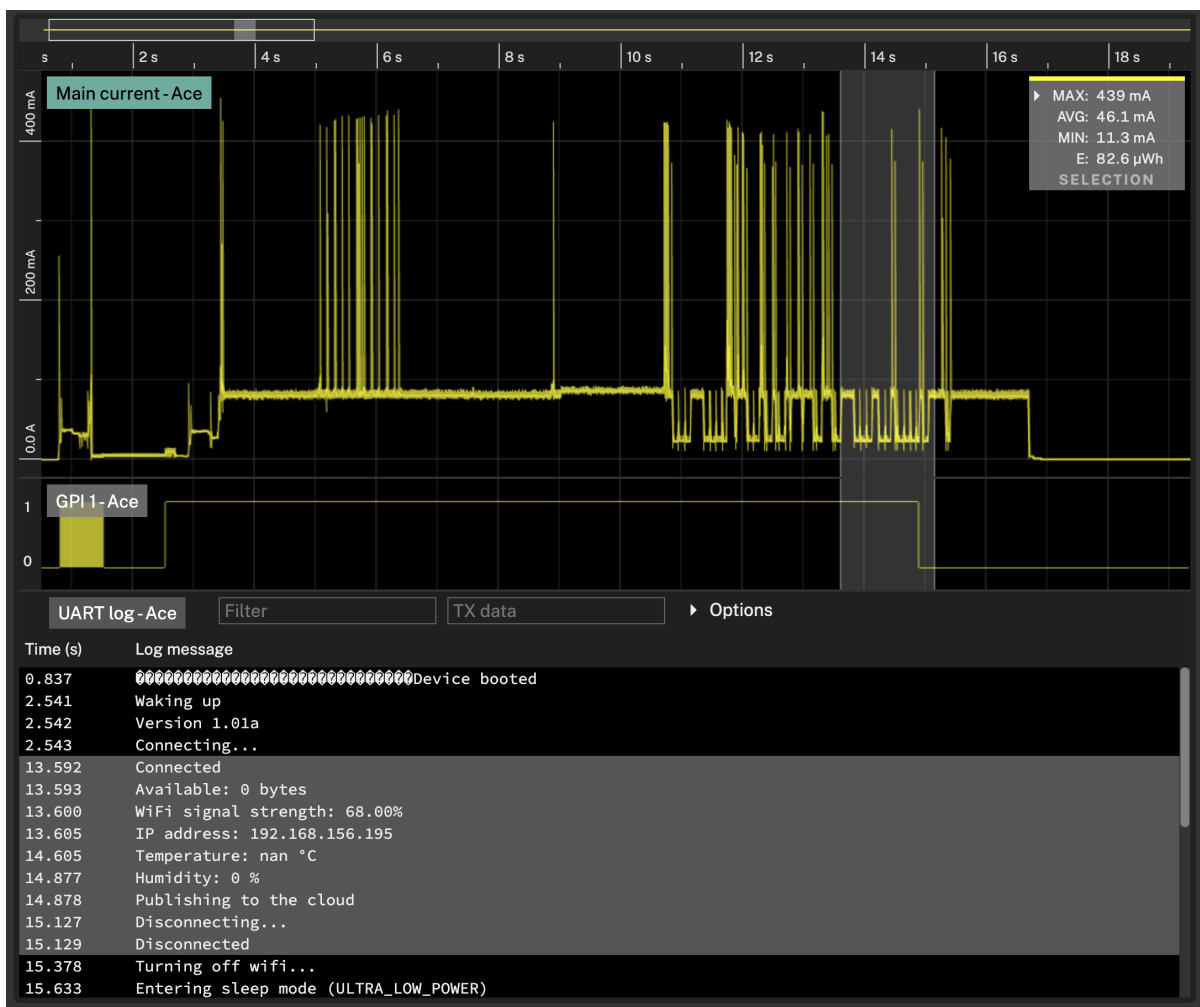 s 2 s 4 s 6 s 8 s 10 s 12 s 14 s 16 s 18 s
Main current - Ace
400 mA
200 mA
0.0 A
MAX: 439 mA
AVG: 46.1 mA
MIN: 11.3 mA
E: 82.6 µWh
SELECTION
GPI 1 - Ace
1
0
UART log - Ace Filter TX data Options
Time (s) Log message
0.837 �����������������������������Device booted
2.541 Waking up
2.542 Version 1.01a
2.543 Connecting...
13.592 Connected
13.593 Available: 0 bytes
13.600 WiFi signal strength: 68.00%
13.605 IP address: 192.168.156.195
14.605 Temperature: nan °C
14.877 Humidity: 0 %
14.878 Publishing to the cloud
15.127 Disconnecting...
15.129 Disconnected
15.378 Turning off wifi...
15.633 Entering sleep mode (ULTRA_LOW_POWER)